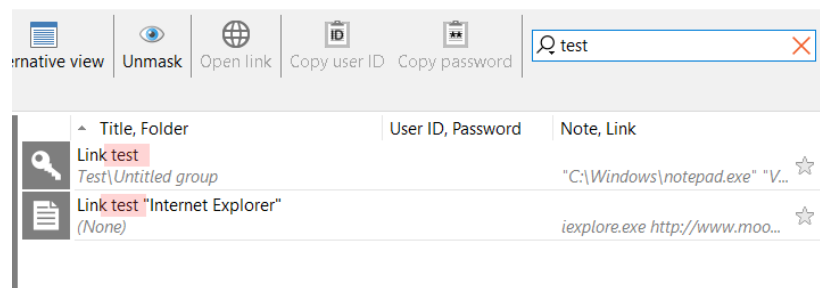 ernative view
Unmask
Open link
Copy user ID
Copy password
test
Title, Folder
User ID, Password
Note, Link
Link test
Test\Untitled group
"C:\Windows\notepad.exe" "V...
Link test "Internet Explorer"
(None)
iexplore.exe http://www.moo...